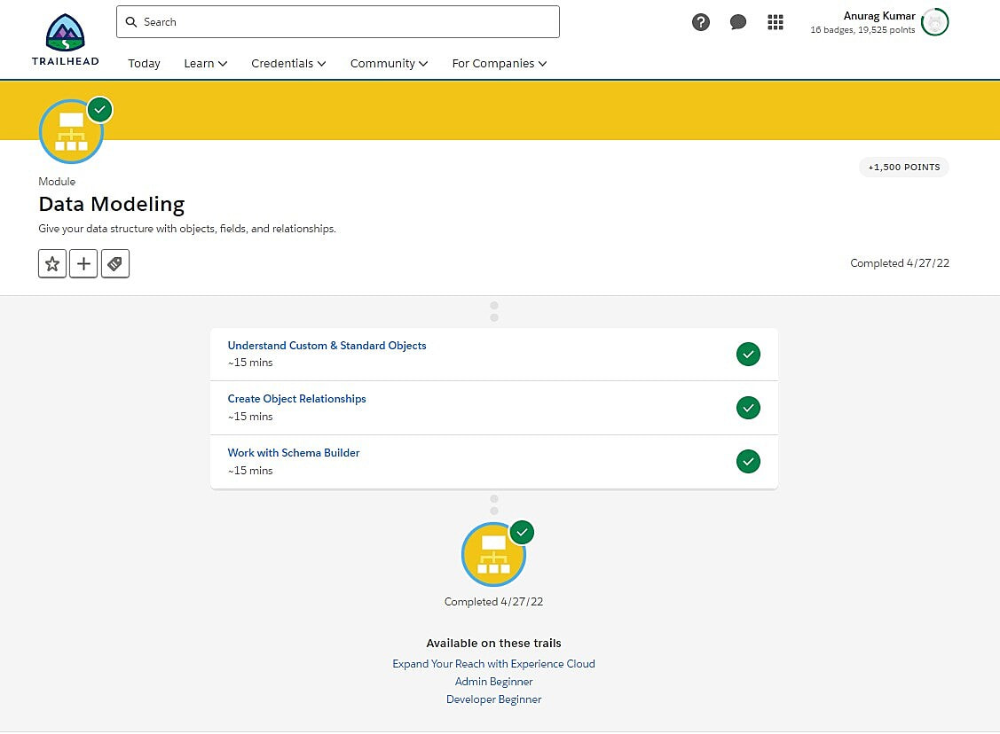 Search
Anurag Kumar
16 badges, 19,525 points
TRAILHEAD
Today Learn Credentials Community For Companies
+1,500 POINTS
Module
Data Modeling
Give your data structure with objects, fields, and relationships.
Completed 4/27/22
Understand Custom & Standard Objects
~15 mins
Create Object Relationships
~15 mins
Work with Schema Builder
~15 mins
Completed 4/27/22
Available on these trails
Expand Your Reach with Experience Cloud
Admin Beginner
Developer Beginner